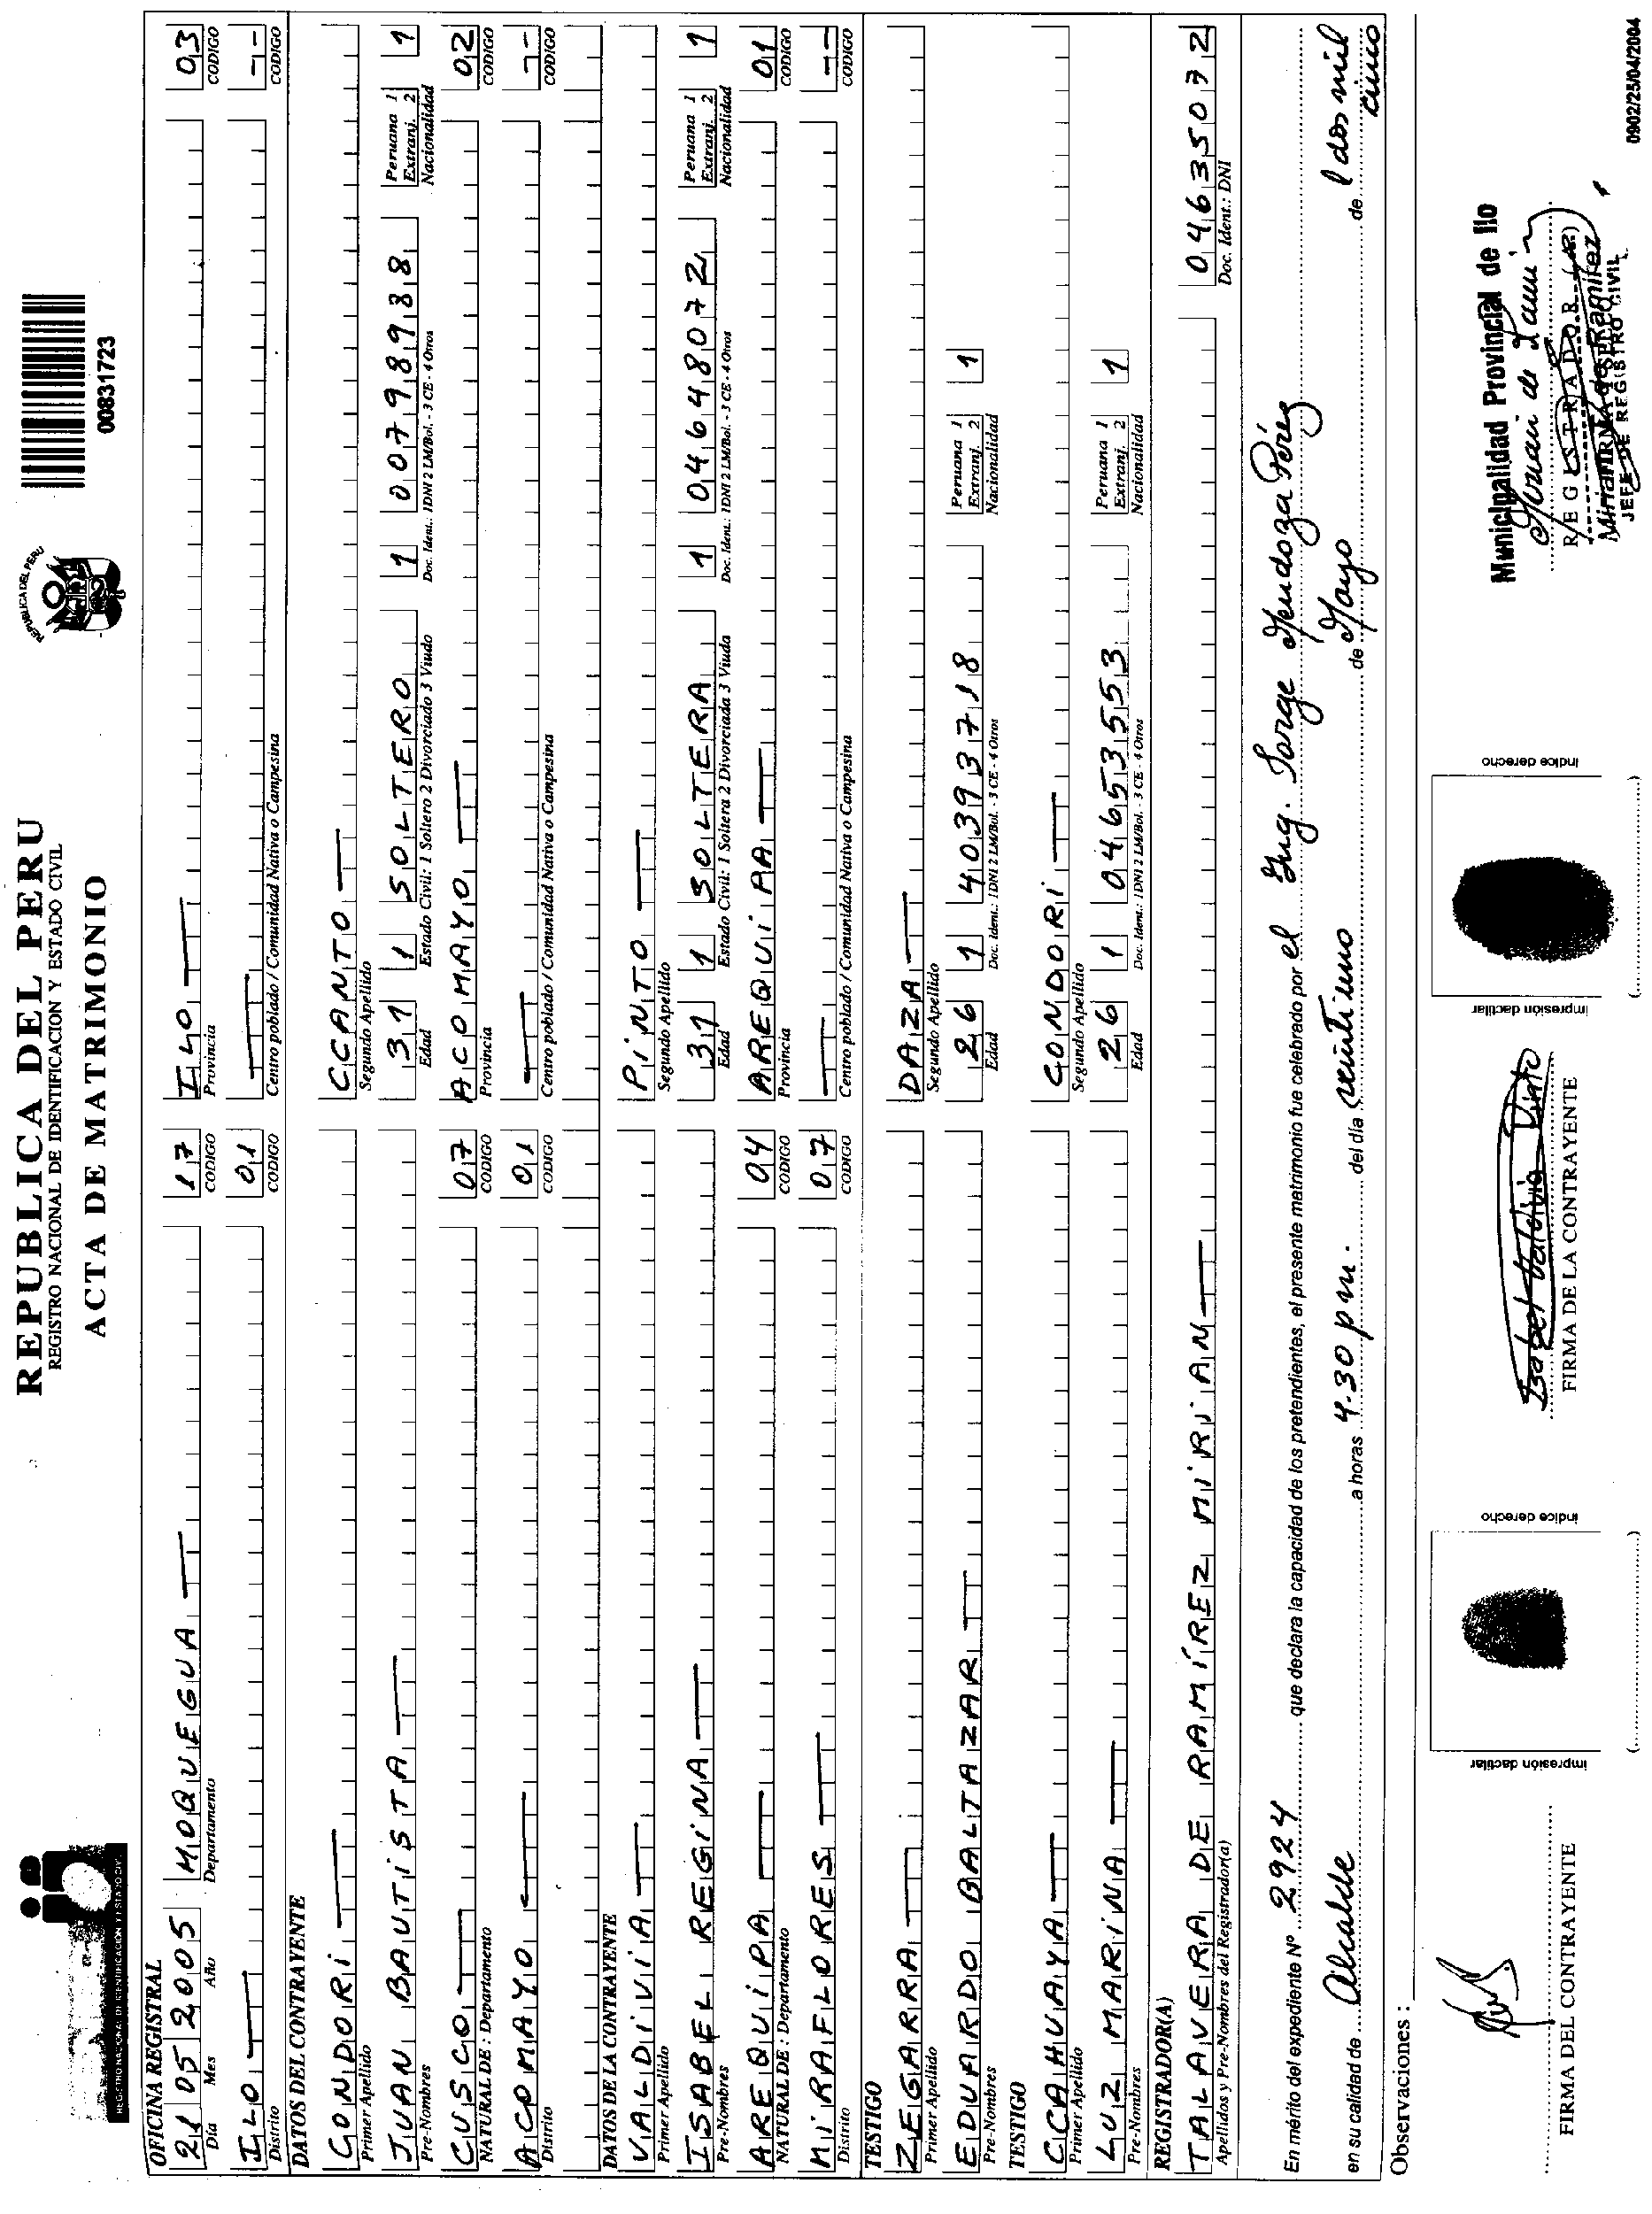 REPUBLICA DEL PERU
REGISTRO NACIONAL DE IDENTIFICACION Y ESTADO CIVIL
ACTA DE MATRIMONIO
REPUBLICA DEL PERU
00831723
REGISTRO NACIONAL DE IDENTIFICACION Y ESTADO CIVIL
OFICINA REGISTRAL
21 05 2005 MOQUEGUA 17 ILO 03
Día Mes Año Departamento CODIGO Provincia CODIGO
ILO 01 --
Distrito CODIGO Centro poblado / Comunidad Nativa o Campesina CODIGO
DATOS DEL CONTRAYENTE
CONDORI CCANTO
Primer Apellido Segundo Apellido
JUAN BAUTISTA 31 1 SOLTERO 1 00798988 Peruana 1 Extranj. 2 1
Pre-Nombres Edad Estado Civil: 1 Soltero 2 Divorciado 3 Viudo Doc. Ident.: 1DNI 2 LM/Bol. - 3 CE - 4 Otros Nacionalidad
CUSCO 07 ACOMAYO 02
NATURAL DE : Departamento CODIGO Provincia CODIGO
ACOMAYO 01 --
Distrito CODIGO Centro poblado / Comunidad Nativa o Campesina CODIGO
DATOS DE LA CONTRAYENTE
VALDIVIA PINTO
Primer Apellido Segundo Apellido
ISABEL REGINA 31 1 SOLTERA 1 04648072 Peruana 1 Extranj. 2 1
Pre-Nombres Edad Estado Civil: 1 Soltera 2 Divorciada 3 Viuda Doc. Ident.: 1DNI 2 LM/Bol. - 3 CE - 4 Otros Nacionalidad
AREQUIPA 04 AREQUIAA 01
NATURAL DE : Departamento CODIGO Provincia CODIGO
MIRAFLORES 07 --
Distrito CODIGO Centro poblado / Comunidad Nativa o Campesina CODIGO
TESTIGO
ZEGARRA DAZA
Primer Apellido Segundo Apellido
EDUARDO BALTAZAR 26 1 40393718 Peruana 1 Extranj. 2 1
Pre-Nombres Edad Doc. Ident.: 1DNI 2 LM/Bol. - 3 CE - 4 Otros Nacionalidad
TESTIGO
CCAHUAYA CONDORI
Primer Apellido Segundo Apellido
LUZ MARINA 26 1 04653553 Peruana 1 Extranj. 2 1
Pre-Nombres Edad Doc. Ident.: 1DNI 2 LM/Bol. - 3 CE - 4 Otros Nacionalidad
REGISTRADOR(A)
TALAVERA DE RAMÍREZ MIRIAN 04635072
Apellidos y Pre-Nombres del Registrador(a) Doc. Ident.: DNI
En mérito del expediente Nº 2924 que declara la capacidad de los pretendientes, el presente matrimonio fue celebrado por el Ing. Jorge Mendoza Peréz
en su calidad de Alcalde a horas 4.30 pm. del día veintiuno de Mayo de l dos mil cinco
Observaciones :
impresión dactilar índice derecho
impresión dactilar índice derecho
Isabel Valdivia Pinto
Municipalidad Provincial de Ilo
REGISTRADOR (A)
JEFE DE REGISTRO CIVIL
FIRMA DEL CONTRAYENTE
FIRMA DE LA CONTRAYENTE
0902/25/04/2004